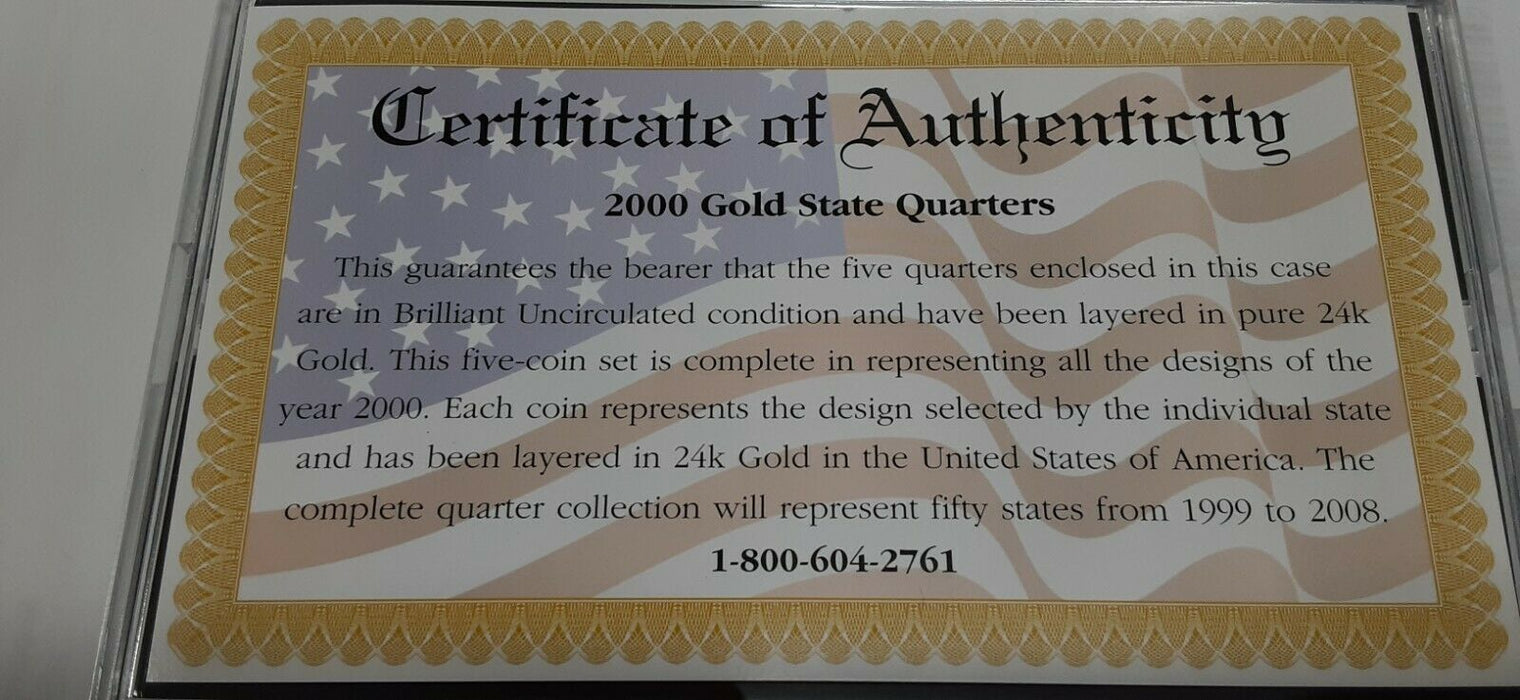 Certificate of Authenticity
2000 Gold State Quarters
This guarantees the bearer that the five quarters enclosed in this case
are in Brilliant Uncirculated condition and have been layered in pure 24k
Gold. This five-coin set is complete in representing all the designs of the
year 2000. Each coin represents the design selected by the individual state
and has been layered in 24k Gold in the United States of America. The
complete quarter collection will represent fifty states from 1999 to 2008.
1-800-604-2761